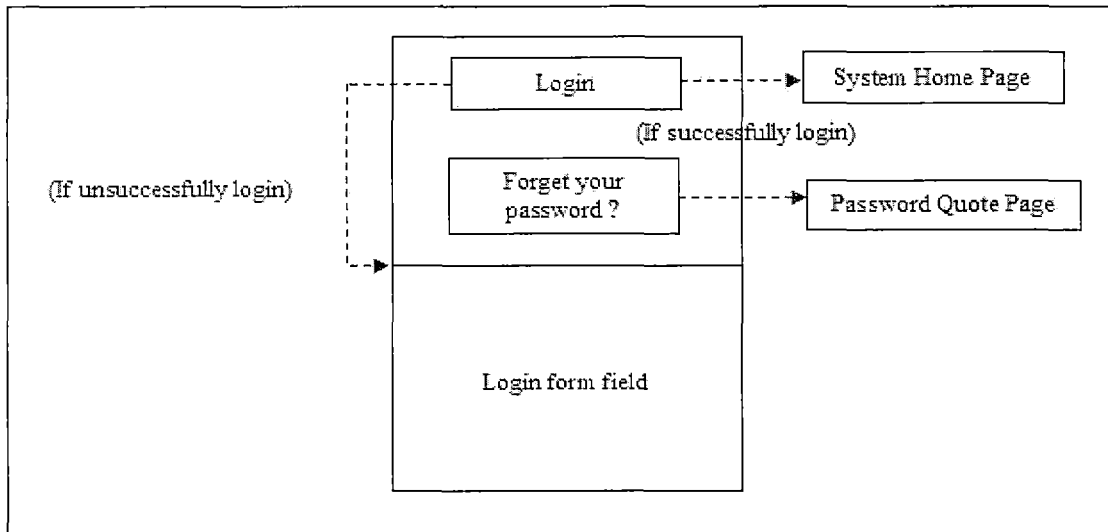 Login
System Home Page
(If successfully login)
(If unsuccessfully login)
Forget your
password ?
Password Quote Page
Login form field